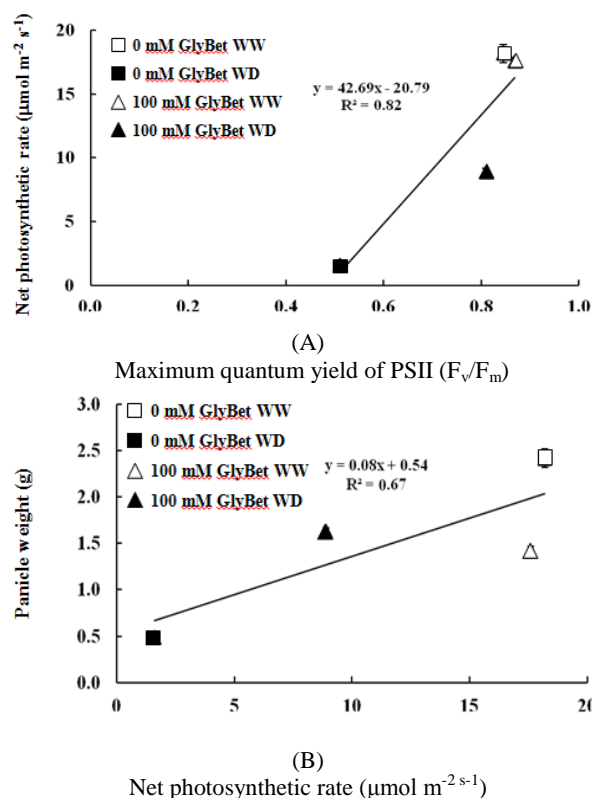 Net photosynthetic rate (μmol m⁻² s⁻¹)
20
15
10
5
0
0 mM GlyBet WW
0 mM GlyBet WD
100 mM GlyBet WW
100 mM GlyBet WD
y = 42.69x - 20.79
R² = 0.82
0.0 0.2 0.4 0.6 0.8 1.0
(A)
Maximum quantum yield of PSII (Fᵥ/Fₘ)
Panicle weight (g)
3.0
2.5
2.0
1.5
1.0
0.5
0.0
0 mM GlyBet WW
0 mM GlyBet WD
100 mM GlyBet WW
100 mM GlyBet WD
y = 0.08x + 0.54
R² = 0.67
0 5 10 15 20
(B)
Net photosynthetic rate (μmol m⁻² ˢ⁻¹)